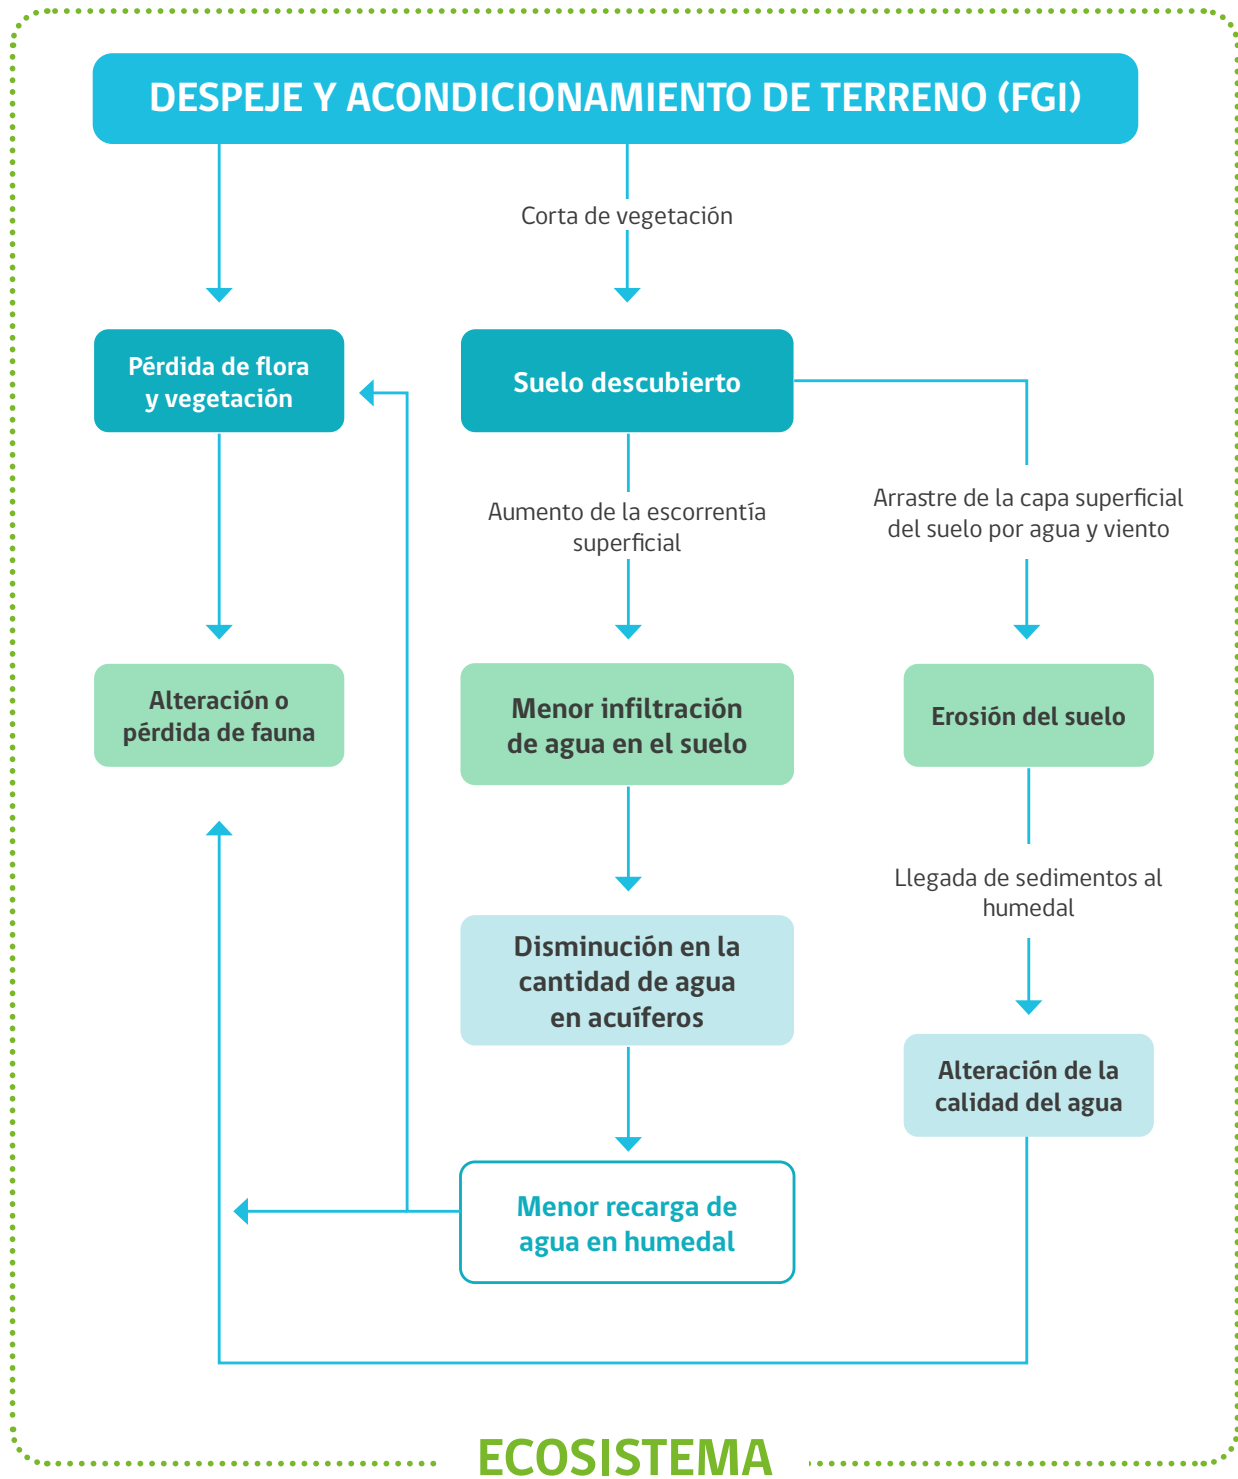 DESPEJE Y ACONDICIONAMIENTO DE TERRENO (FGI)
Corta de vegetación
Pérdida de flora
y vegetación
Suelo descubierto
Aumento de la escorrentía
superficial
Arrastre de la capa superficial
del suelo por agua y viento
Alteración o
pérdida de fauna
Menor infiltración
de agua en el suelo
Erosión del suelo
Llegada de sedimentos al
humedal
Disminución en la
cantidad de agua
en acuíferos
Alteración de la
calidad del agua
Menor recarga de
agua en humedal
ECOSISTEMA